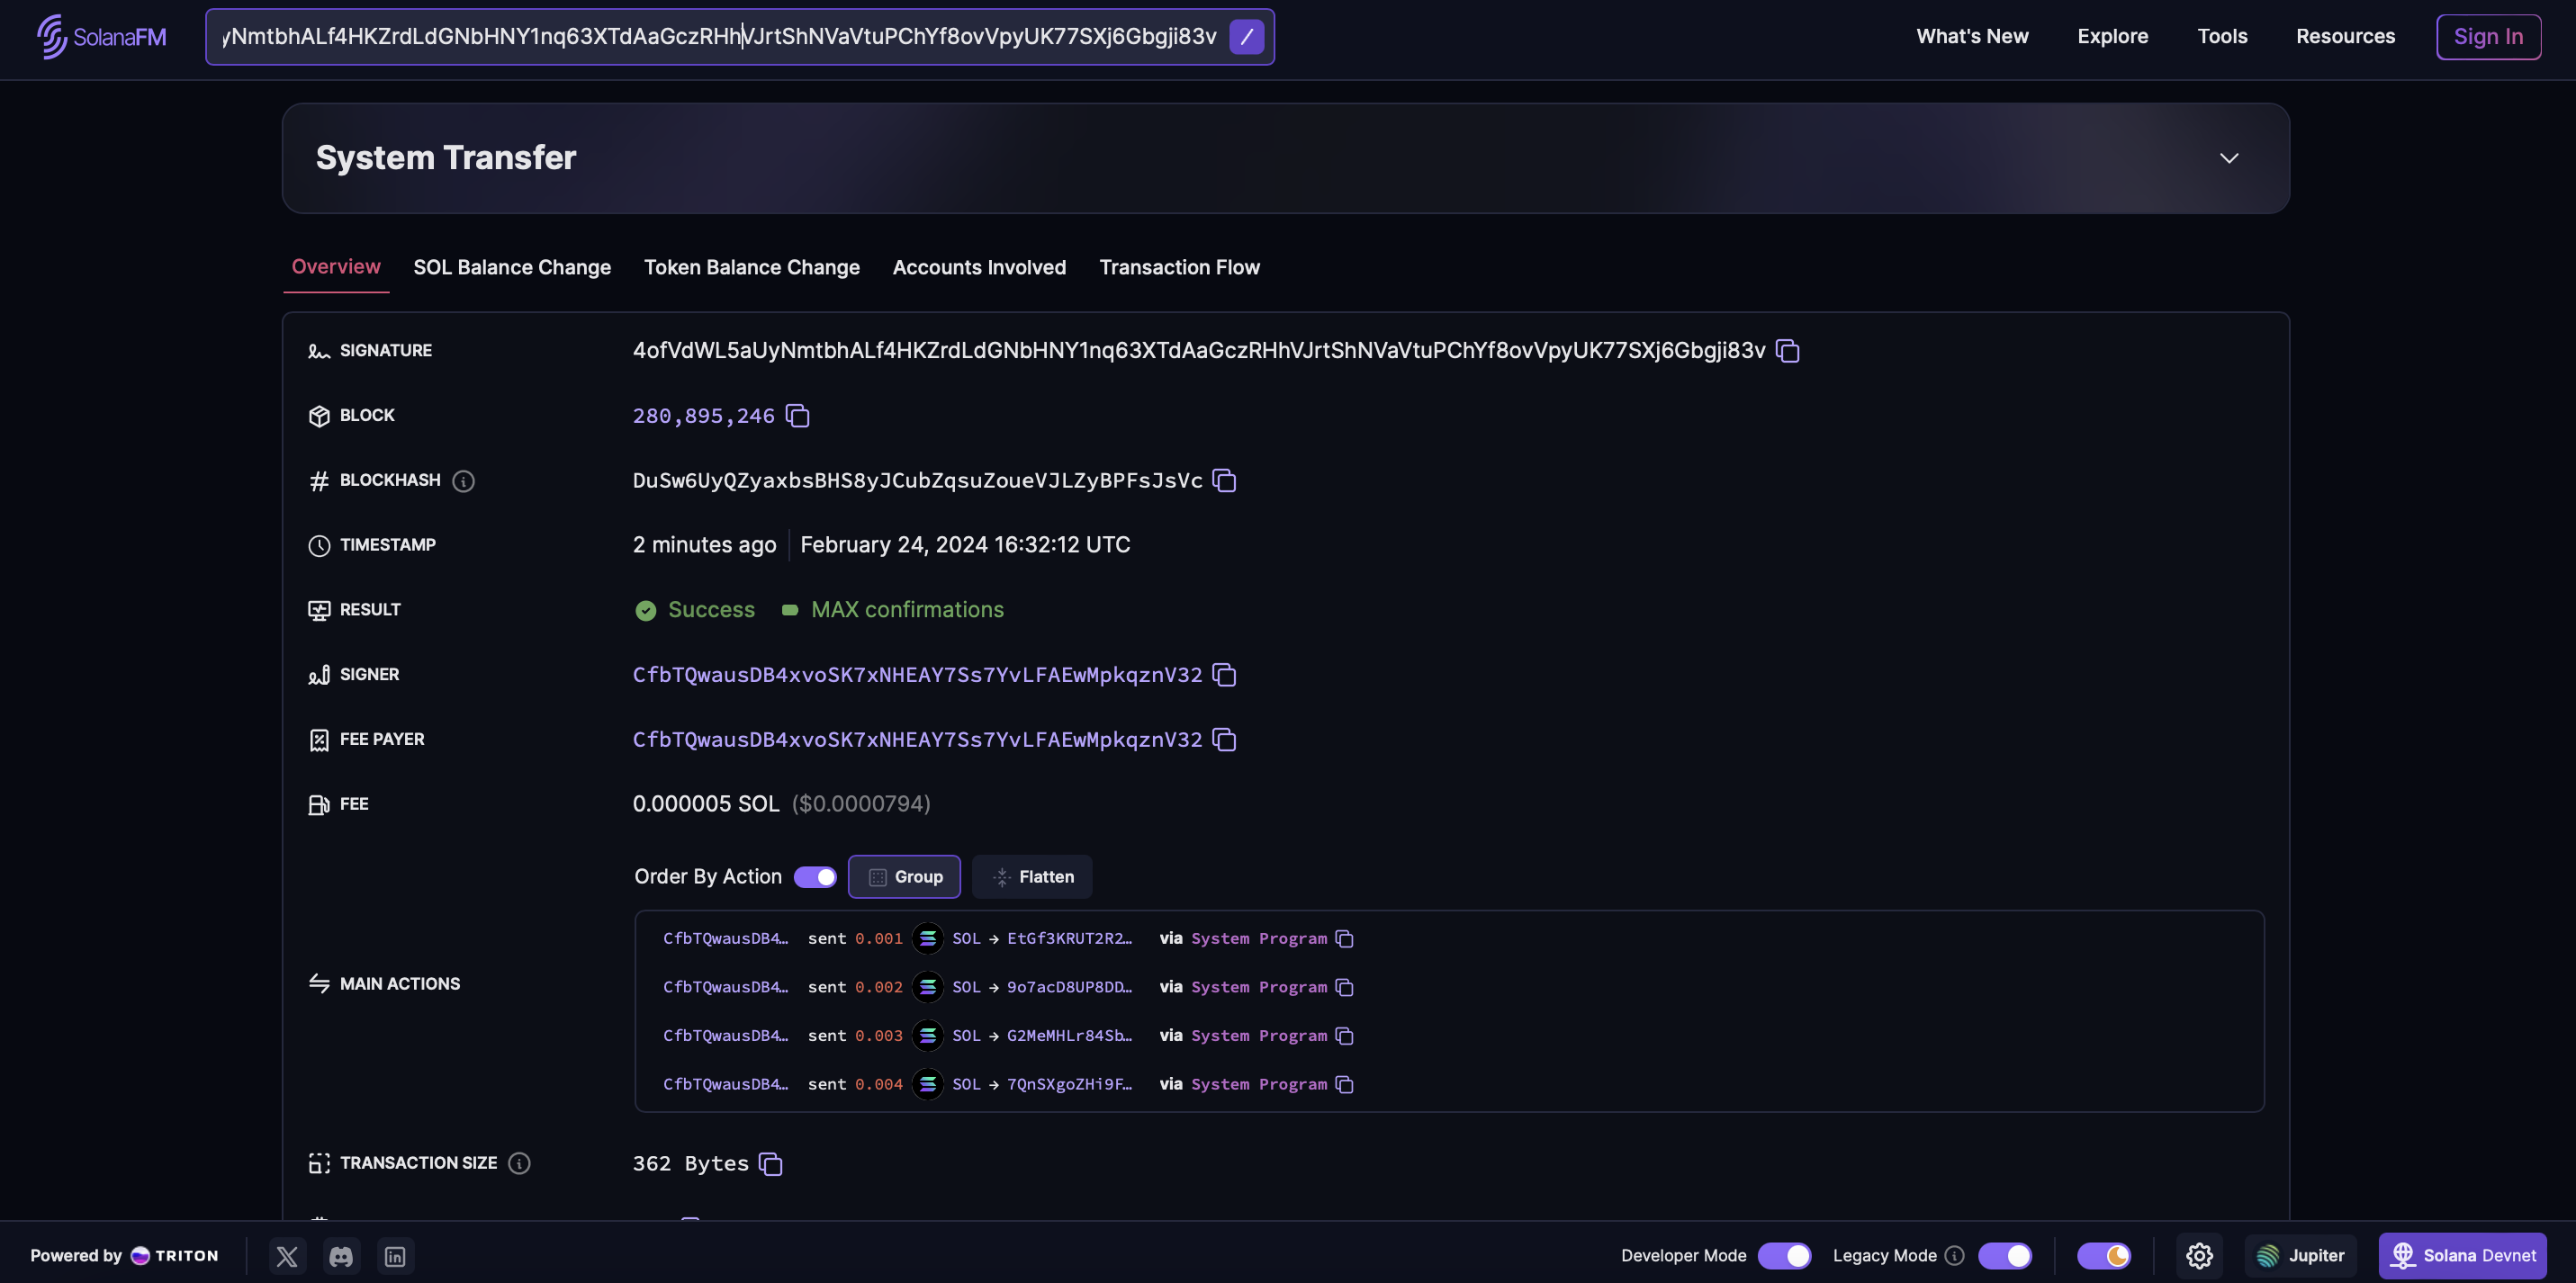 SolanaFM yNmtbhALf4HKZrdLdGNbHNY1nq63XTdAaGczRHhVJrtShNVaVtuPChYf8ovVpyUK77SXj6Gbgji83v / What's New Explore Tools Resources Sign In
System Transfer
Overview SOL Balance Change Token Balance Change Accounts Involved Transaction Flow
SIGNATURE 4ofVdWL5aUyNmtbhALf4HKZrdLdGNbHNY1nq63XTdAaGczRHhVJrtShNVaVtuPChYf8ovVpyUK77SXj6Gbgji83v
BLOCK 280,895,246
BLOCKHASH DuSw6UyQZyaxbsBHS8yJCubZqsuZoueVJLZyBPFsJsVc
TIMESTAMP 2 minutes ago February 24, 2024 16:32:12 UTC
RESULT Success MAX confirmations
SIGNER CfbTQwausDB4xvoSK7xNHEAY7Ss7YvLFAEwMpkqznV32
FEE PAYER CfbTQwausDB4xvoSK7xNHEAY7Ss7YvLFAEwMpkqznV32
FEE 0.000005 SOL ($0.0000794)
Order By Action Group Flatten
MAIN ACTIONS
CfbTQwausDB4… sent 0.001 SOL → EtGf3KRUT2R2… via System Program
CfbTQwausDB4… sent 0.002 SOL → 9o7acD8UP8DD… via System Program
CfbTQwausDB4… sent 0.003 SOL → G2MeMHLr84Sb… via System Program
CfbTQwausDB4… sent 0.004 SOL → 7QnSXgoZHi9F… via System Program
TRANSACTION SIZE 362 Bytes
Powered by TRITON Developer Mode Legacy Mode Jupiter Solana Devnet